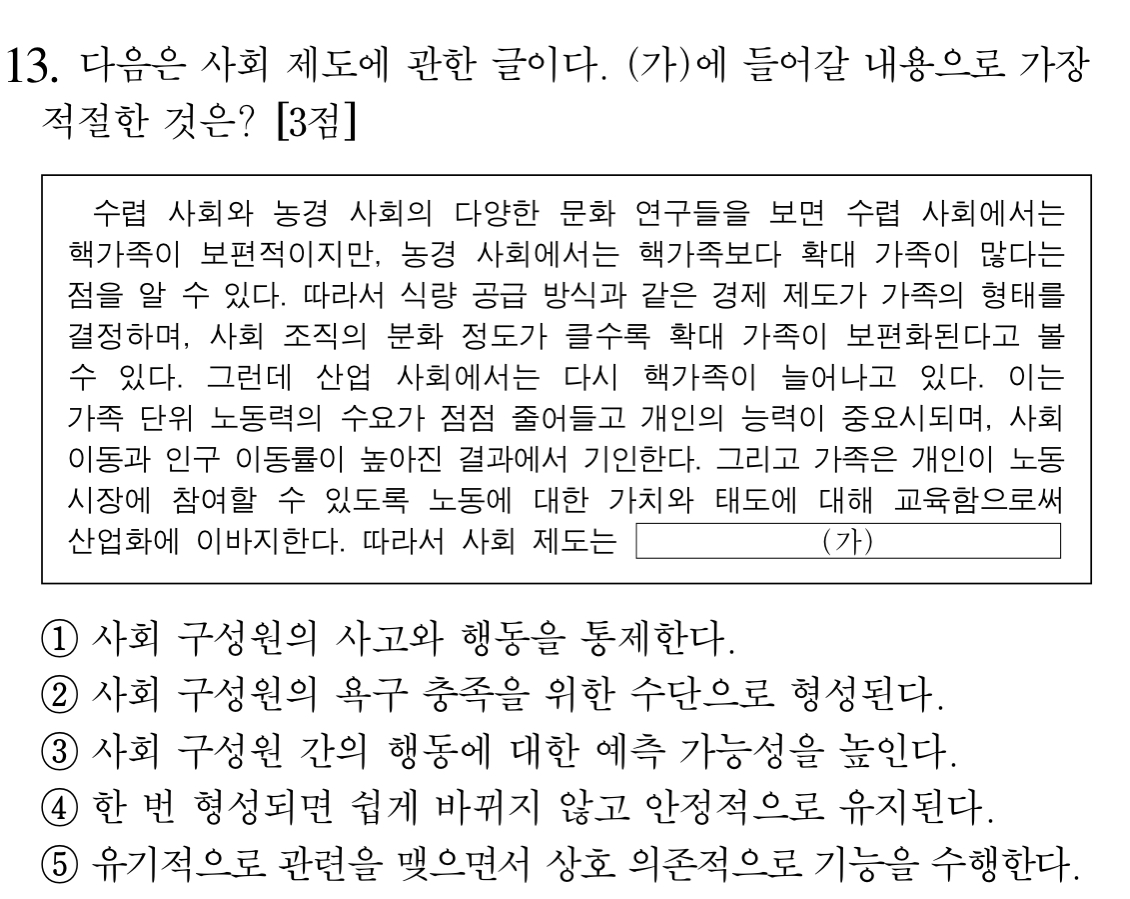 13. 다음은 사회 제도에 관한 글이다. (가)에 들어갈 내용으로 가장
적절한 것은? [3점]
수렵 사회와 농경 사회의 다양한 문화 연구들을 보면 수렵 사회에서는
핵가족이 보편적이지만, 농경 사회에서는 핵가족보다 확대 가족이 많다는
점을 알 수 있다. 따라서 식량 공급 방식과 같은 경제 제도가 가족의 형태를
결정하며, 사회 조직의 분화 정도가 클수록 확대 가족이 보편화된다고 볼
수 있다. 그런데 산업 사회에서는 다시 핵가족이 늘어나고 있다. 이는
가족 단위 노동력의 수요가 점점 줄어들고 개인의 능력이 중요시되며, 사회
이동과 인구 이동률이 높아진 결과에서 기인한다. 그리고 가족은 개인이 노동
시장에 참여할 수 있도록 노동에 대한 가치와 태도에 대해 교육함으로써
산업화에 이바지한다. 따라서 사회 제도는 (가)
① 사회 구성원의 사고와 행동을 통제한다.
② 사회 구성원의 욕구 충족을 위한 수단으로 형성된다.
③ 사회 구성원 간의 행동에 대한 예측 가능성을 높인다.
④ 한 번 형성되면 쉽게 바뀌지 않고 안정적으로 유지된다.
⑤ 유기적으로 관련을 맺으면서 상호 의존적으로 기능을 수행한다.